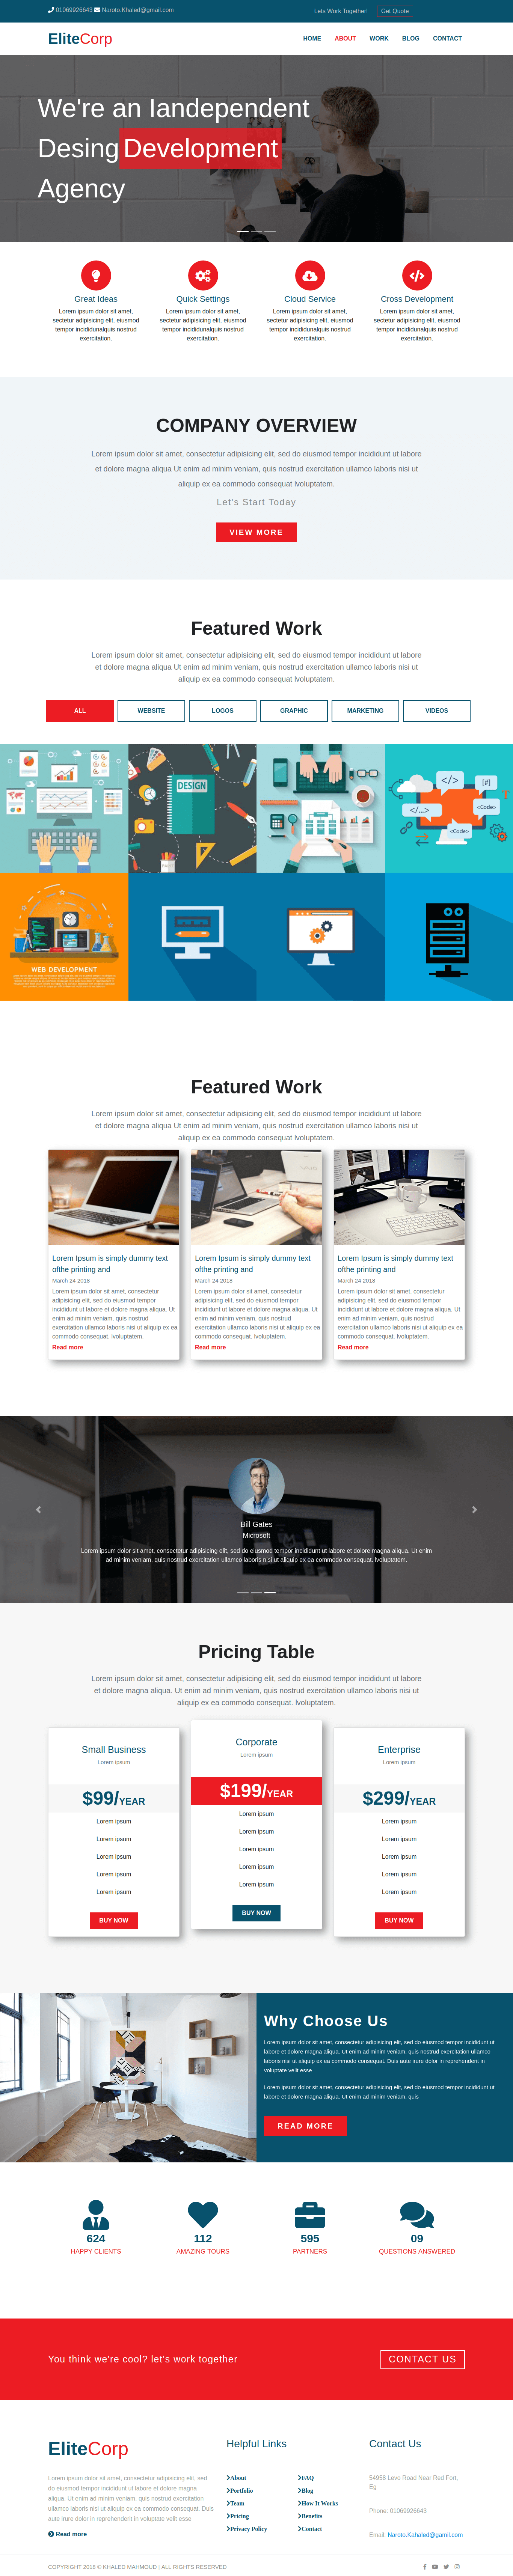 01069926643 Naroto.Khaled@gmail.com
Lets Work Together!
Get Quote
EliteCorp
HOME ABOUT WORK BLOG CONTACT
We're an Iandependent
Desing Development
Agency
Great Ideas
Lorem ipsum dolor sit amet,
sectetur adipisicing elit, eiusmod
tempor incididunalquis nostrud
exercitation.
Quick Settings
Lorem ipsum dolor sit amet,
sectetur adipisicing elit, eiusmod
tempor incididunalquis nostrud
exercitation.
Cloud Service
Lorem ipsum dolor sit amet,
sectetur adipisicing elit, eiusmod
tempor incididunalquis nostrud
exercitation.
Cross Development
Lorem ipsum dolor sit amet,
sectetur adipisicing elit, eiusmod
tempor incididunalquis nostrud
exercitation.
COMPANY OVERVIEW
Lorem ipsum dolor sit amet, consectetur adipisicing elit, sed do eiusmod tempor incididunt ut labore
et dolore magna aliqua Ut enim ad minim veniam, quis nostrud exercitation ullamco laboris nisi ut
aliquip ex ea commodo consequat lvoluptatem.
Let's Start Today
VIEW MORE
Featured Work
Lorem ipsum dolor sit amet, consectetur adipisicing elit, sed do eiusmod tempor incididunt ut labore
et dolore magna aliqua Ut enim ad minim veniam, quis nostrud exercitation ullamco laboris nisi ut
aliquip ex ea commodo consequat lvoluptatem.
ALL
WEBSITE
LOGOS
GRAPHIC
MARKETING
VIDEOS
DESIGN
</>
[#]
<...>
<Code>
<Code>
WEB DEVELOPMENT
Featured Work
Lorem ipsum dolor sit amet, consectetur adipisicing elit, sed do eiusmod tempor incididunt ut labore
et dolore magna aliqua Ut enim ad minim veniam, quis nostrud exercitation ullamco laboris nisi ut
aliquip ex ea commodo consequat lvoluptatem.
Lorem Ipsum is simply dummy text
ofthe printing and
March 24 2018
Lorem ipsum dolor sit amet, consectetur
adipisicing elit, sed do eiusmod tempor
incididunt ut labore et dolore magna aliqua. Ut
enim ad minim veniam, quis nostrud
exercitation ullamco laboris nisi ut aliquip ex ea
commodo consequat. lvoluptatem.
Read more
Lorem Ipsum is simply dummy text
ofthe printing and
March 24 2018
Lorem ipsum dolor sit amet, consectetur
adipisicing elit, sed do eiusmod tempor
incididunt ut labore et dolore magna aliqua. Ut
enim ad minim veniam, quis nostrud
exercitation ullamco laboris nisi ut aliquip ex ea
commodo consequat. lvoluptatem.
Read more
Lorem Ipsum is simply dummy text
ofthe printing and
March 24 2018
Lorem ipsum dolor sit amet, consectetur
adipisicing elit, sed do eiusmod tempor
incididunt ut labore et dolore magna aliqua. Ut
enim ad minim veniam, quis nostrud
exercitation ullamco laboris nisi ut aliquip ex ea
commodo consequat. lvoluptatem.
Read more
Bill Gates
Microsoft
Lorem ipsum dolor sit amet, consectetur adipisicing elit, sed do eiusmod tempor incididunt ut labore et dolore magna aliqua. Ut enim
ad minim veniam, quis nostrud exercitation ullamco laboris nisi ut aliquip ex ea commodo consequat. lvoluptatem.
Pricing Table
Lorem ipsum dolor sit amet, consectetur adipisicing elit, sed do eiusmod tempor incididunt ut labore
et dolore magna aliqua. Ut enim ad minim veniam, quis nostrud exercitation ullamco laboris nisi ut
aliquip ex ea commodo consequat. lvoluptatem.
Small Business
Lorem ipsum
$99/YEAR
Lorem ipsum
Lorem ipsum
Lorem ipsum
Lorem ipsum
Lorem ipsum
BUY NOW
Corporate
Lorem ipsum
$199/YEAR
Lorem ipsum
Lorem ipsum
Lorem ipsum
Lorem ipsum
Lorem ipsum
BUY NOW
Enterprise
Lorem ipsum
$299/YEAR
Lorem ipsum
Lorem ipsum
Lorem ipsum
Lorem ipsum
Lorem ipsum
BUY NOW
Why Choose Us
Lorem ipsum dolor sit amet, consectetur adipisicing elit, sed do eiusmod tempor incididunt ut
labore et dolore magna aliqua. Ut enim ad minim veniam, quis nostrud exercitation ullamco
laboris nisi ut aliquip ex ea commodo consequat. Duis aute irure dolor in reprehenderit in
voluptate velit esse
Lorem ipsum dolor sit amet, consectetur adipisicing elit, sed do eiusmod tempor incididunt ut
labore et dolore magna aliqua. Ut enim ad minim veniam, quis
READ MORE
624
HAPPY CLIENTS
112
AMAZING TOURS
595
PARTNERS
09
QUESTIONS ANSWERED
You think we're cool? let's work together
CONTACT US
EliteCorp
Lorem ipsum dolor sit amet, consectetur adipisicing elit, sed
do eiusmod tempor incididunt ut labore et dolore magna
aliqua. Ut enim ad minim veniam, quis nostrud exercitation
ullamco laboris nisi ut aliquip ex ea commodo consequat. Duis
aute irure dolor in reprehenderit in voluptate velit esse
Read more
Helpful Links
About
Portfolio
Team
Pricing
Privacy Policy
FAQ
Blog
How It Works
Benefits
Contact
Contact Us
54958 Levo Road Near Red Fort,
Eg
Phone: 01069926643
Email: Naroto.Kahaled@gamil.com
COPYRIGHT 2018 © KHALED MAHMOUD | ALL RIGHTS RESERVED